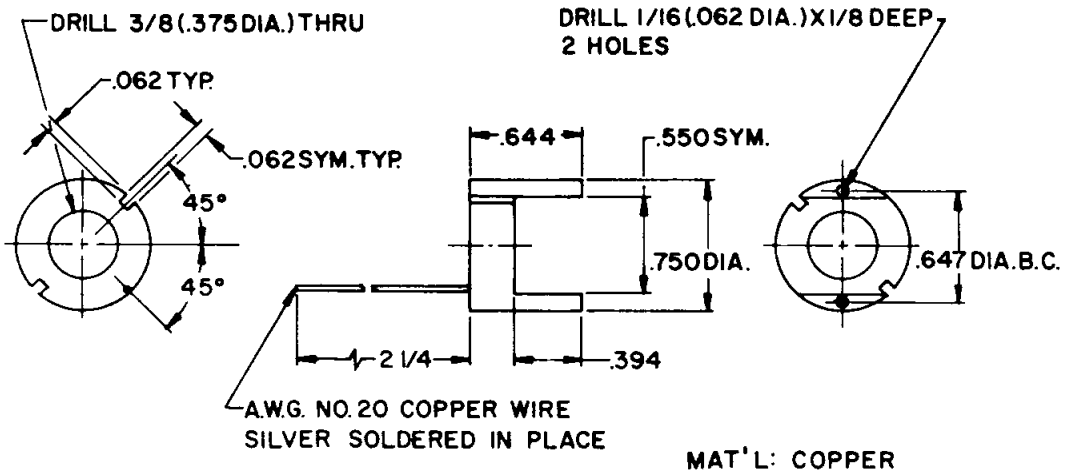 DRILL 3/8(.375 DIA.) THRU
DRILL 1/16(.062 DIA.)X1/8 DEEP
2 HOLES
.062 TYP.
.062 SYM. TYP.
45°
45°
.644
.550 SYM.
.750 DIA.
.647 DIA. B.C.
2 1/4
.394
A.W.G. NO. 20 COPPER WIRE
SILVER SOLDERED IN PLACE
MAT'L: COPPER